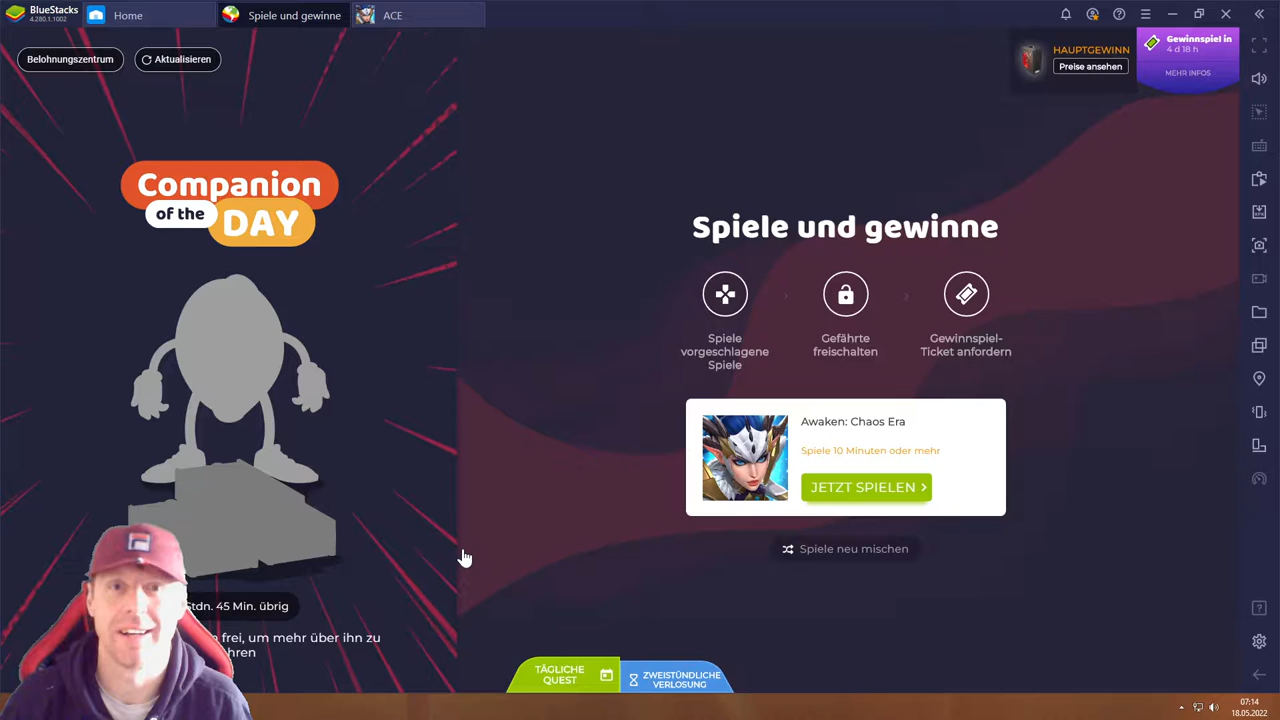 BlueStacks
4.280.1.1002
Home
Spiele und gewinne
ACE
Belohnungszentrum
Aktualisieren
HAUPTGEWINN
Preise ansehen
Gewinnspiel in
4 d 18 h
MEHR INFOS
Companion
of the
DAY
Spiele und gewinne
Spiele
vorgeschlagene
Spiele
Gefährte
freischalten
Gewinnspiel-
Ticket anfordern
Awaken: Chaos Era
Spiele 10 Minuten oder mehr
JETZT SPIELEN
Spiele neu mischen
Stdn. 45 Min. übrig
frei, um mehr über ihn zu
TÄGLICHE
QUEST
ZWEISTÜNDLICHE
VERLOSUNG
07:14
18.05.2022